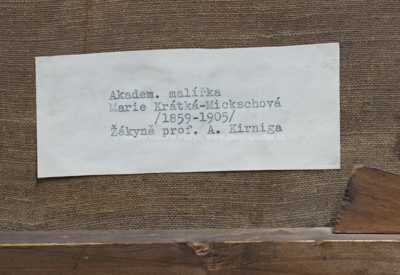 Akadem. malířka
Marie Krátká-Mickschová
/1859-1905/
Žákyně prof. A. Kirniga